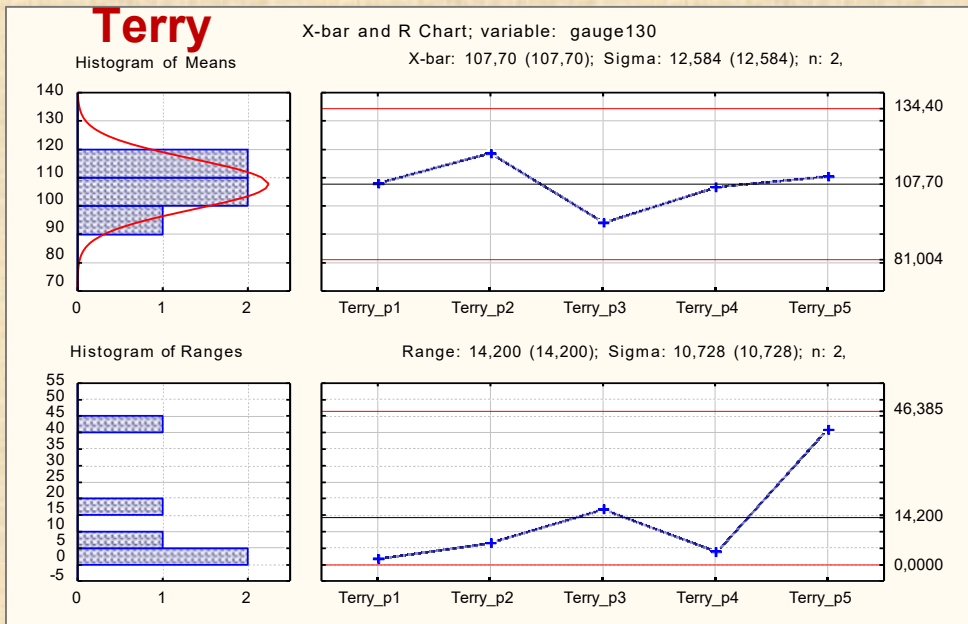 Terry
X-bar and R Chart; variable: gauge130
Histogram of Means
X-bar: 107,70 (107,70); Sigma: 12,584 (12,584); n: 2,
140
130
120
110
100
90
80
70
0 1 2
134,40
107,70
81,004
Terry_p1 Terry_p2 Terry_p3 Terry_p4 Terry_p5
Histogram of Ranges
Range: 14,200 (14,200); Sigma: 10,728 (10,728); n: 2,
55
50
45
40
35
30
25
20
15
10
5
0
-5
0 1 2
46,385
14,200
0,0000
Terry_p1 Terry_p2 Terry_p3 Terry_p4 Terry_p5